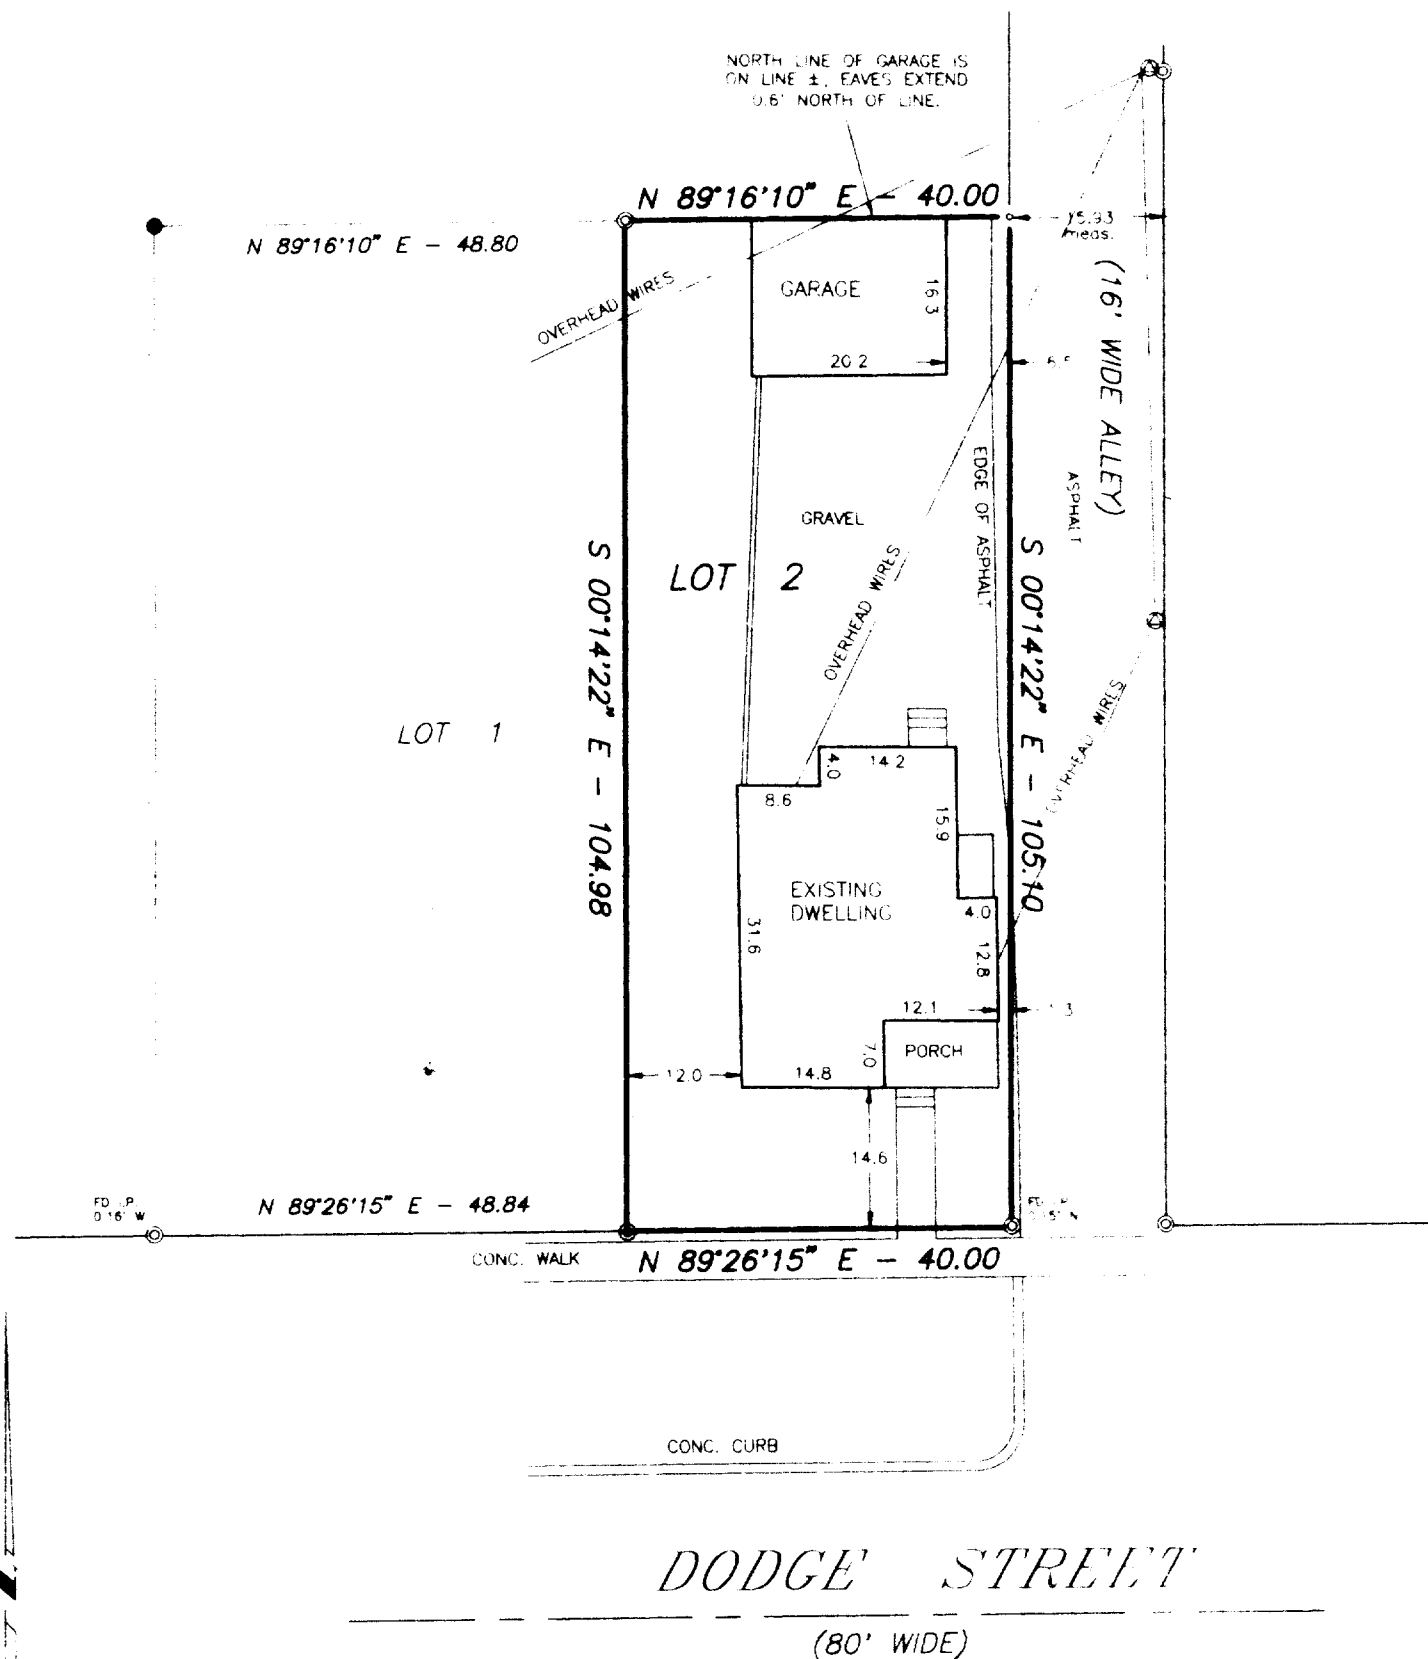 NORTH LINE OF GARAGE IS
ON LINE ±, EAVES EXTEND
0.6' NORTH OF LINE.
N 89°16'10" E - 40.00
N 89°16'10" E - 48.80
15.93
meas.
(16' WIDE ALLEY)
OVERHEAD WIRES
GARAGE
16.3
20.2
EDGE OF ASPHALT
ASPHALT
GRAVEL
LOT 2
OVERHEAD WIRES
S 00°14'22" E - 104.98
S 00°14'22" E - 105.10
OVERHEAD WIRES
LOT 1
4.0
14.2
8.6
15.9
EXISTING
DWELLING
4.0
31.6
12.8
12.1
7.0
PORCH
12.0
14.8
14.6
FD I.P.
0.16' W
N 89°26'15" E - 48.84
FD I.P.
CONC. WALK
N 89°26'15" E - 40.00
CONC. CURB
DODGE STREET
(80' WIDE)